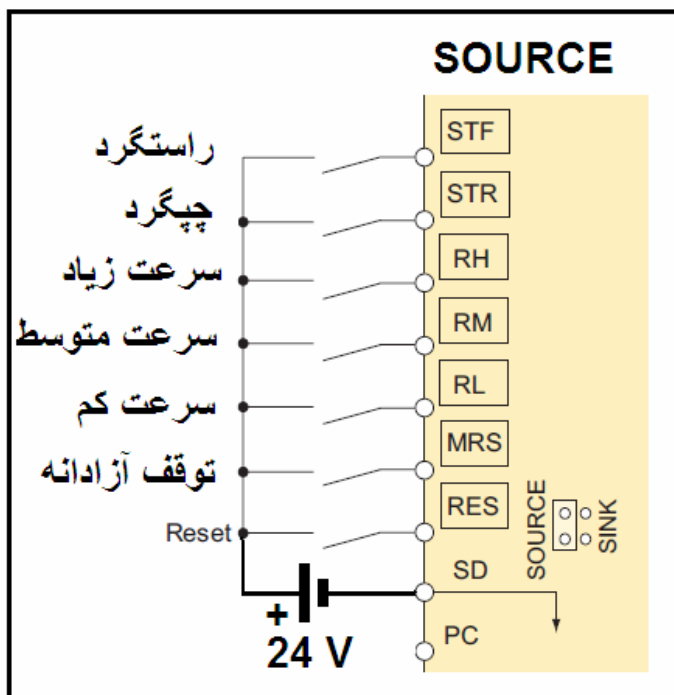 SOURCE
راستگرد
STF
چپگرد
STR
سرعت زیاد
RH
سرعت متوسط
RM
سرعت کم
RL
توقف آزادانه
MRS
Reset
RES
SOURCE
SINK
SD
+
24 V
PC